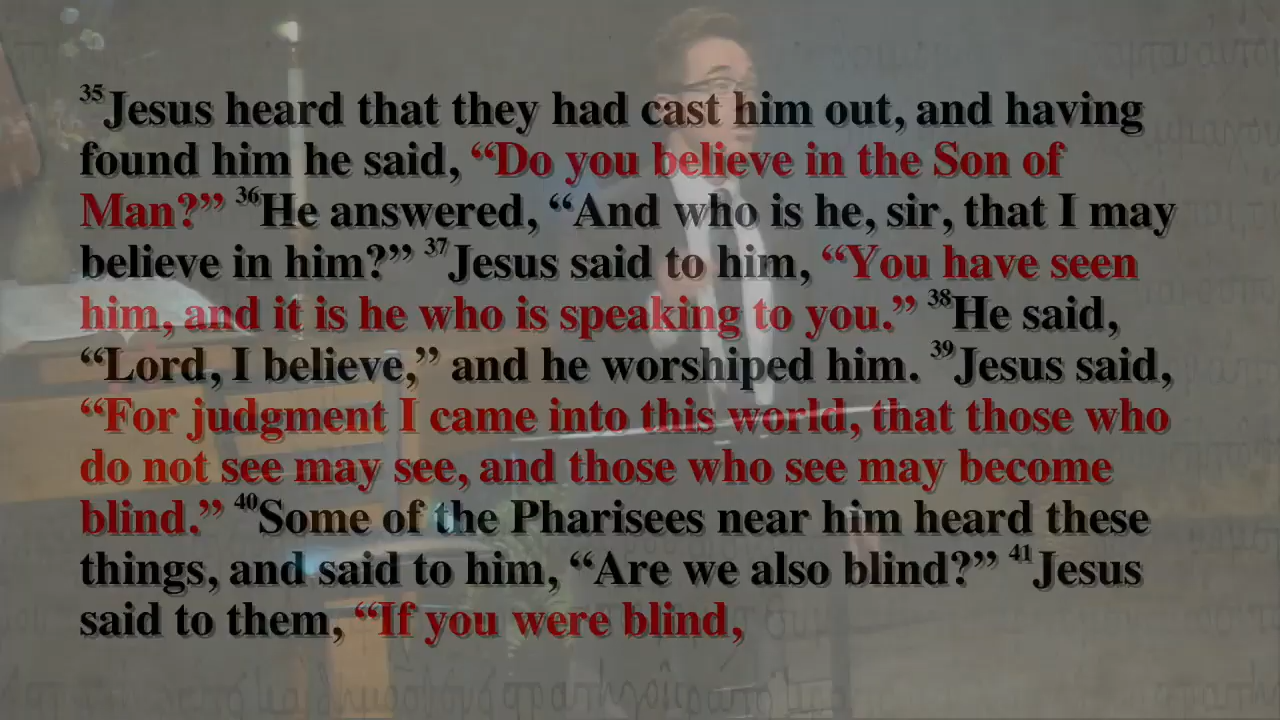 35Jesus heard that they had cast him out, and having
found him he said, “Do you believe in the Son of
Man?” 36He answered, “And who is he, sir, that I may
believe in him?” 37Jesus said to him, “You have seen
him, and it is he who is speaking to you.” 38He said,
“Lord, I believe,” and he worshiped him. 39Jesus said,
“For judgment I came into this world, that those who
do not see may see, and those who see may become
blind.” 40Some of the Pharisees near him heard these
things, and said to him, “Are we also blind?” 41Jesus
said to them, “If you were blind,